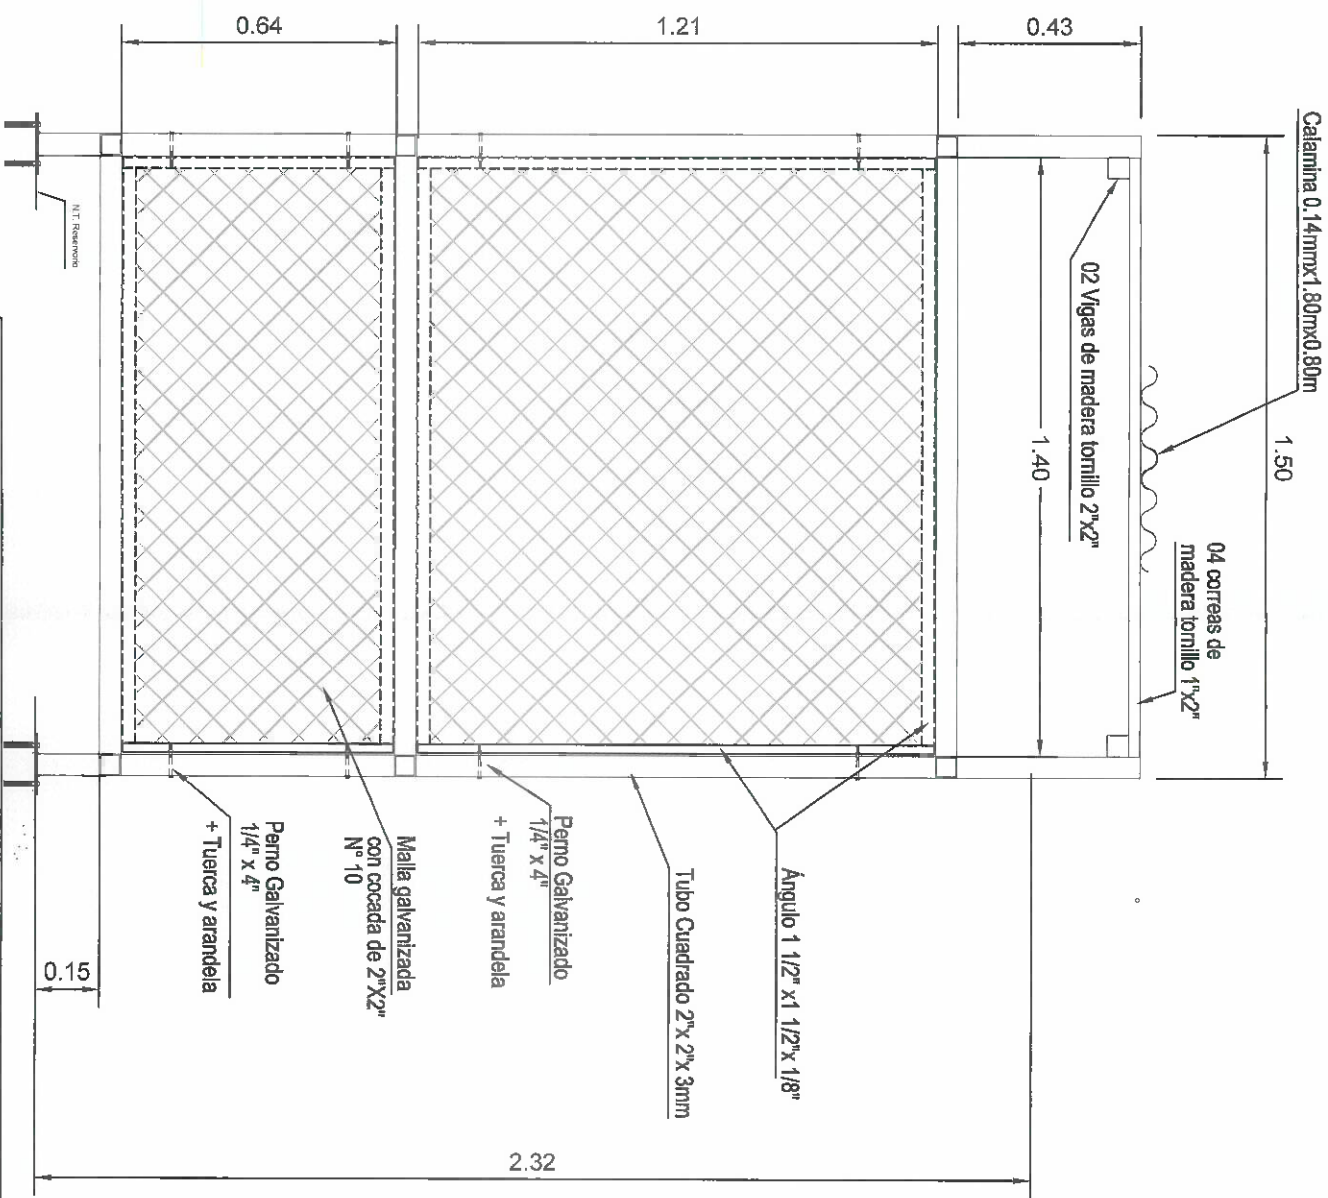 0.64
1.21
0.43
Calamina 0.14mmx1.80mx0.80m
1.50
04 correas de
madera tornillo 1"x2"
02 Vigas de madera tornillo 2"x2"
1.40
N.T. Reservorio
Ángulo 1 1/2" x1 1/2"x 1/8"
Tubo Cuadrado 2"x 2"x 3mm
Perno Galvanizado
1/4" x 4"
+ Tuerca y arandela
Malla galvanizada
con cocada de 2"X2"
N° 10
Perno Galvanizado
1/4" x 4"
+ Tuerca y arandela
0.15
2.32